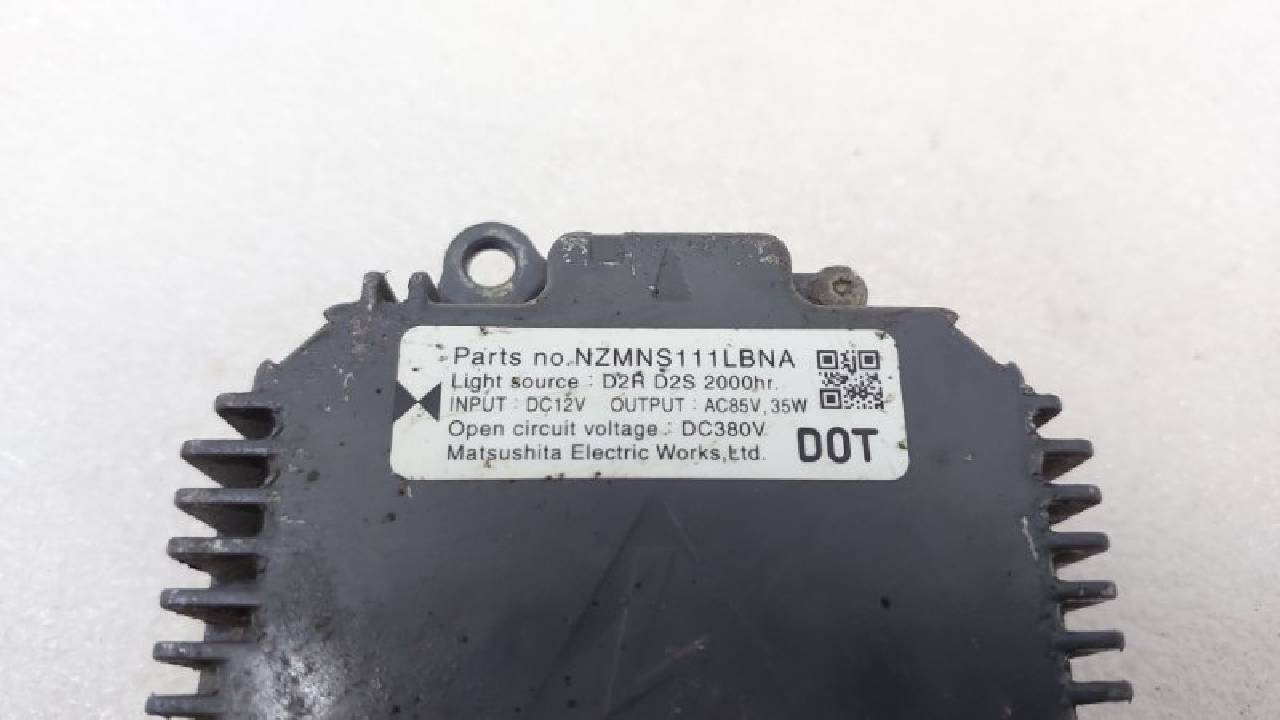 Parts no.NZMNS111LBNA
Light source : D2R D2S 2000hr.
INPUT : DC12V OUTPUT : AC85V, 35W
Open circuit voltage : DC380V
Matsushita Electric Works,Ltd.
DOT